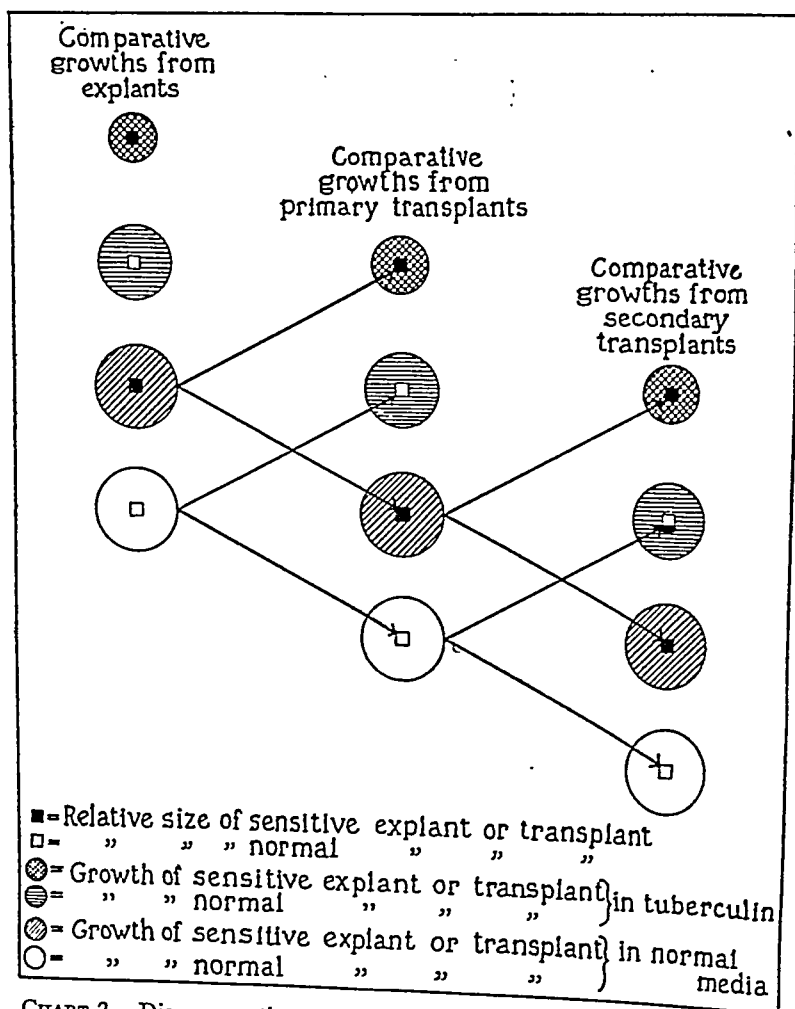 Comparative
growths from
explants
Comparative
growths from
primary transplants
Comparative
growths from
secondary
transplants
■ = Relative size of sensitive explant or transplant
□ = „ „ „ normal „ „ „
= Growth of sensitive explant or transplant } in tuberculin
= „ „ normal „ „ „
= Growth of sensitive explant or transplant } in normal
= „ „ normal „ „ „ media
CHART 2.